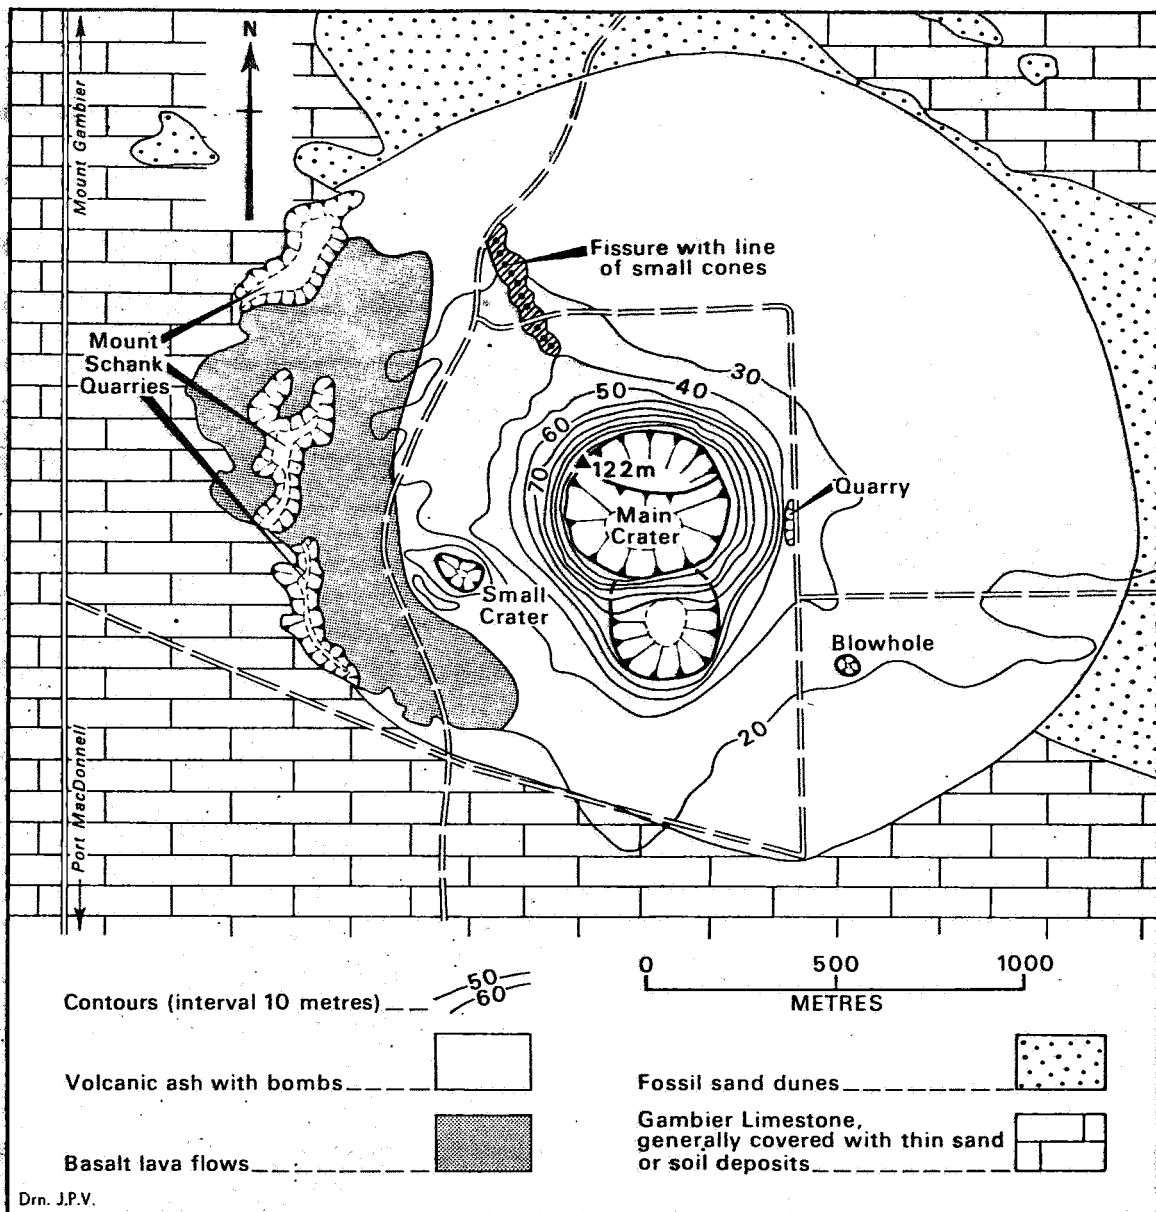 N
Mount Gambier
Fissure with line
of small cones
Mount
Schank
Quarries
30
50
40
60
70
122m
Main
Crater
Quarry
Small
Crater
Blowhole
20
Port MacDonnell
0 500 1000
METRES
50
60
Contours (interval 10 metres)
Volcanic ash with bombs
Basalt lava flows
Fossil sand dunes
Gambier Limestone,
generally covered with thin sand
or soil deposits
Drn. J.P.V.